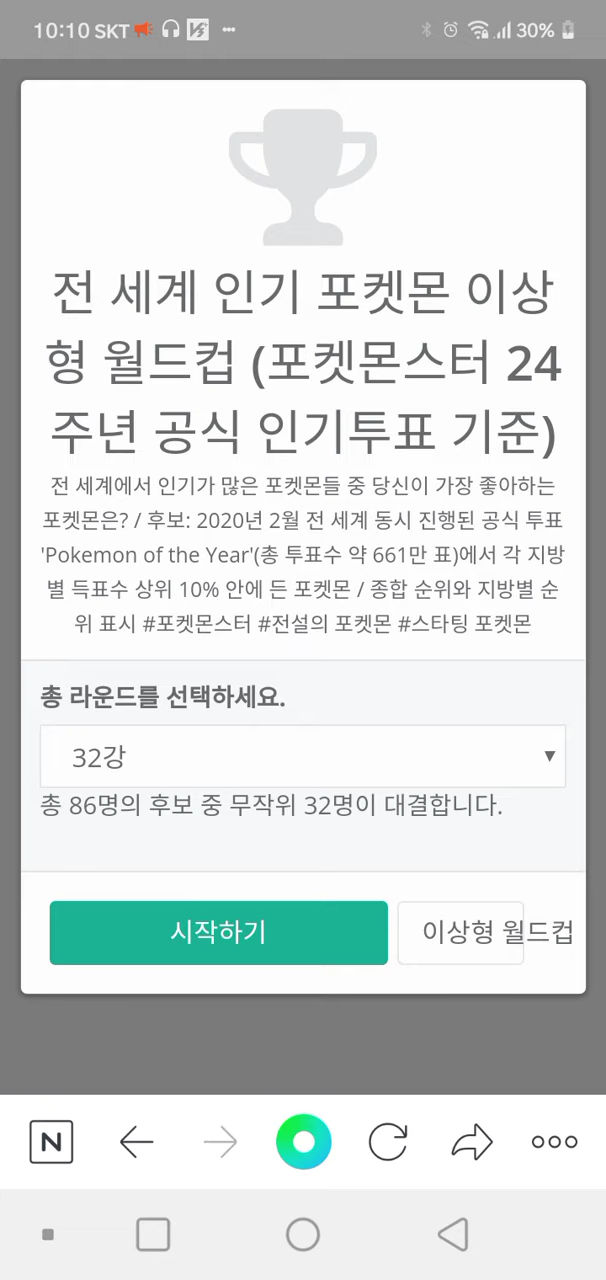 10:10 SKT
30%
전 세계 인기 포켓몬 이상
형 월드컵 (포켓몬스터 24
주년 공식 인기투표 기준)
전 세계에서 인기가 많은 포켓몬들 중 당신이 가장 좋아하는
포켓몬은? / 후보: 2020년 2월 전 세계 동시 진행된 공식 투표
'Pokemon of the Year'(총 투표수 약 661만 표)에서 각 지방
별 득표수 상위 10% 안에 든 포켓몬 / 종합 순위와 지방별 순
위 표시 #포켓몬스터 #전설의 포켓몬 #스타팅 포켓몬
총 라운드를 선택하세요.
32강
총 86명의 후보 중 무작위 32명이 대결합니다.
시작하기
이상형 월드컵
N